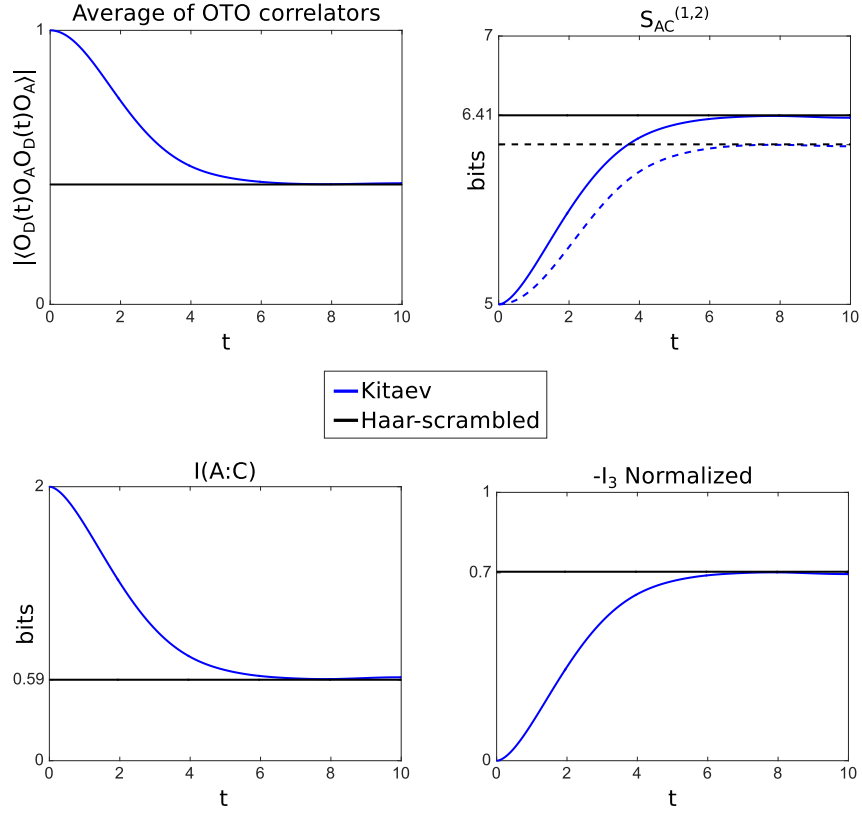 Average of OTO correlators
|⟨O_D(t)O_AO_D(t)O_A⟩|
1
0
0 2 4 6 8 10
t
S_AC^(1,2)
bits
7
6.41
5
0 2 4 6 8 10
t
Kitaev
Haar-scrambled
I(A:C)
bits
2
0.59
0
0 2 4 6 8 10
t
-I_3 Normalized
1
0.7
0
0 2 4 6 8 10
t